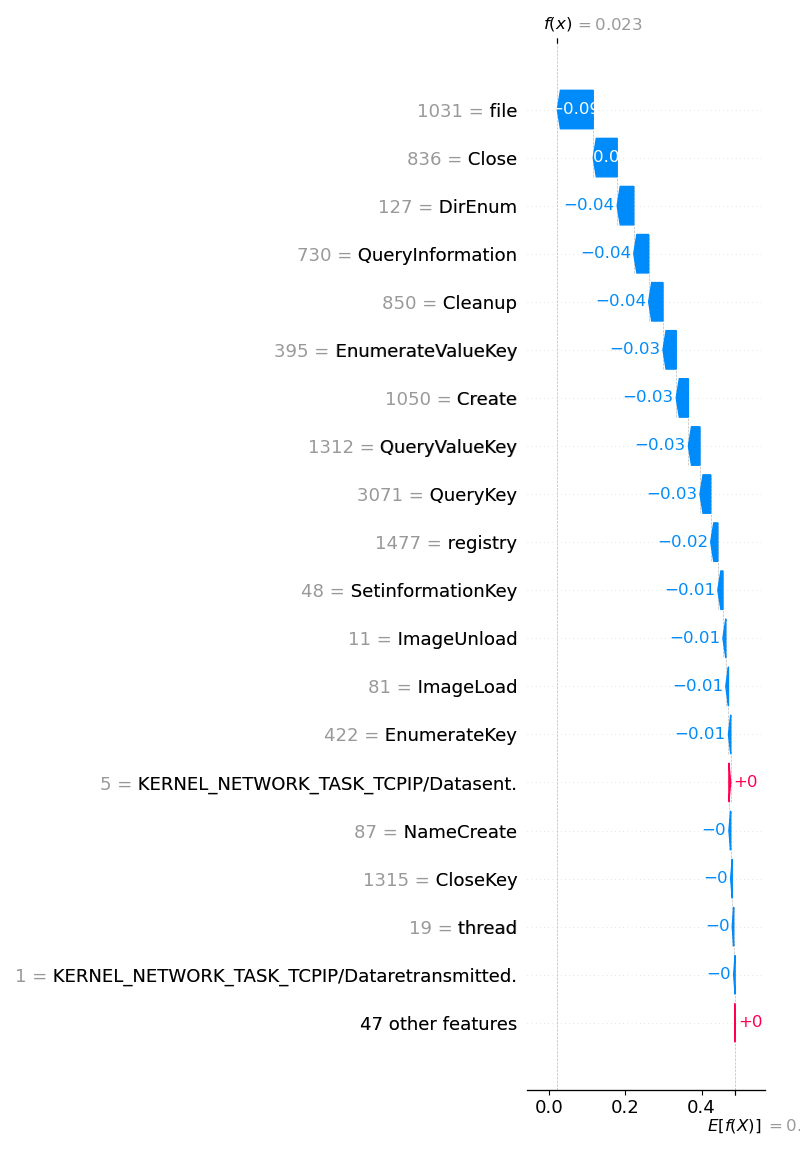 f(x) = 0.023
1031 = file −0.09
836 = Close 0.0
127 = DirEnum −0.04
730 = QueryInformation −0.04
850 = Cleanup −0.04
395 = EnumerateValueKey −0.03
1050 = Create −0.03
1312 = QueryValueKey −0.03
3071 = QueryKey −0.03
1477 = registry −0.02
48 = SetinformationKey −0.01
11 = ImageUnload −0.01
81 = ImageLoad −0.01
422 = EnumerateKey −0.01
5 = KERNEL_NETWORK_TASK_TCPIP/Datasent. +0
87 = NameCreate −0
1315 = CloseKey −0
19 = thread −0
1 = KERNEL_NETWORK_TASK_TCPIP/Dataretransmitted. −0
47 other features +0
0.0 0.2 0.4
E[f(X)] = 0.